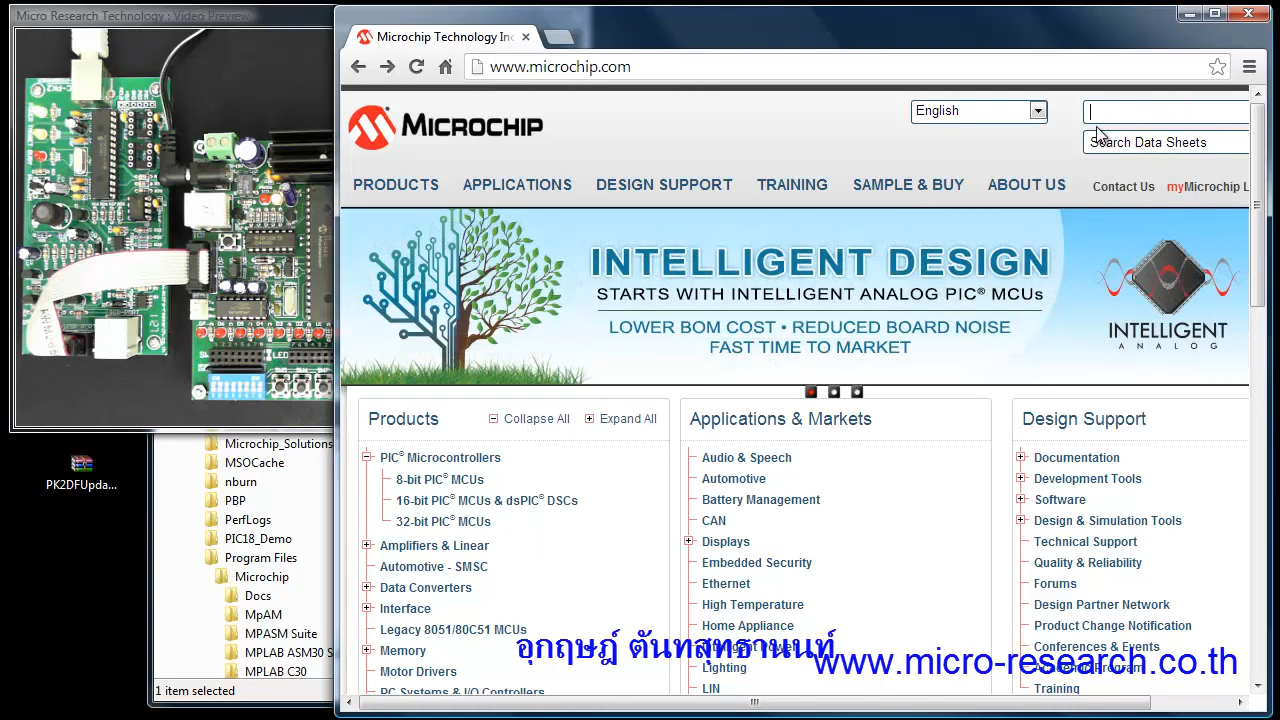 Micro Research Technology : Video Preview
Microchip Technology Inc
www.microchip.com
MICROCHIP
English
Search Data Sheets
PRODUCTS APPLICATIONS DESIGN SUPPORT TRAINING SAMPLE & BUY ABOUT US
Contact Us myMicrochip L
INTELLIGENT DESIGN
STARTS WITH INTELLIGENT ANALOG PIC® MCUs
LOWER BOM COST • REDUCED BOARD NOISE
FAST TIME TO MARKET
INTELLIGENT
ANALOG
Products
Collapse All
Expand All
PIC® Microcontrollers
8-bit PIC® MCUs
16-bit PIC® MCUs & dsPIC® DSCs
32-bit PIC® MCUs
Amplifiers & Linear
Automotive - SMSC
Data Converters
Interface
Legacy 8051/80C51 MCUs
Memory
Motor Drivers
PC Systems & I/O Controllers
Applications & Markets
Audio & Speech
Automotive
Battery Management
CAN
Displays
Embedded Security
Ethernet
High Temperature
Home Appliance
Lighting
LIN
Design Support
Documentation
Development Tools
Software
Design & Simulation Tools
Technical Support
Quality & Reliability
Forums
Design Partner Network
Product Change Notification
Conferences & Events
Training
PK2DFUpda...
Microchip_Solutions
MSOCache
nburn
PBP
PerfLogs
PIC18_Demo
Program Files
Microchip
Docs
MpAM
MPASM Suite
MPLAB ASM30 S
MPLAB C30
1 item selected
อุกฤษฎ์ ตันทสุทธานนท์
www.micro-research.co.th